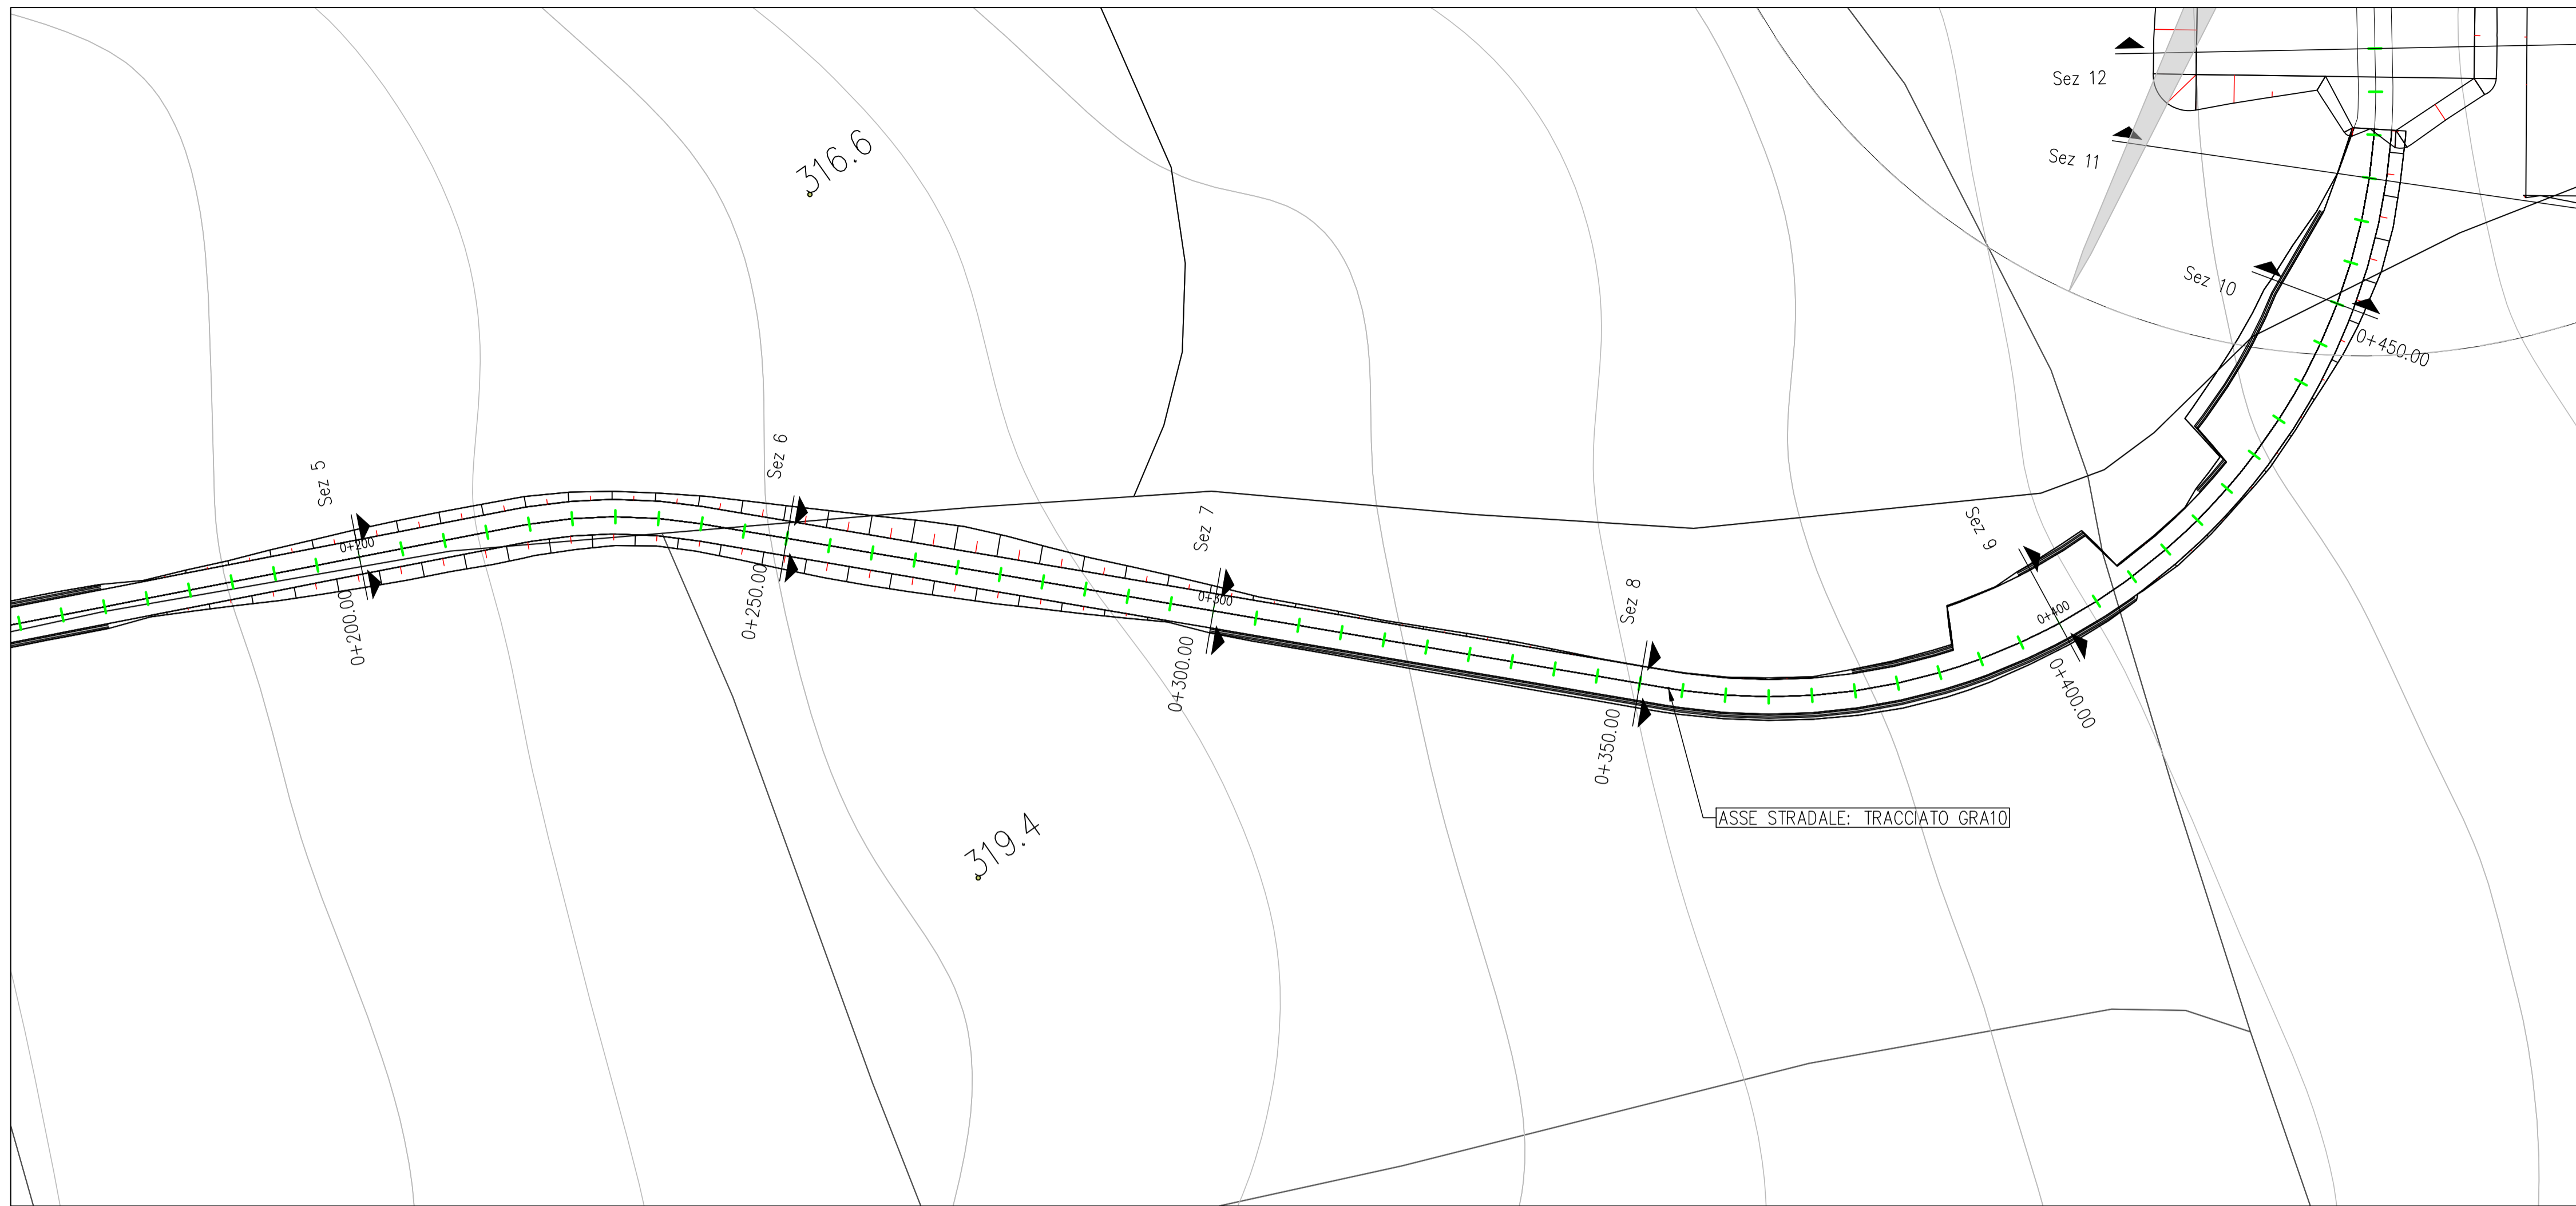 Sez 12
Sez 11
316.6
Sez 10
0+450.00
Sez 5
Sez 6
Sez 7
Sez 9
0+200
0+200.00
0+250.00
0+300
Sez 8
0+400
0+300.00
0+400.00
0+350.00
ASSE STRADALE: TRACCIATO GRA10
319.4